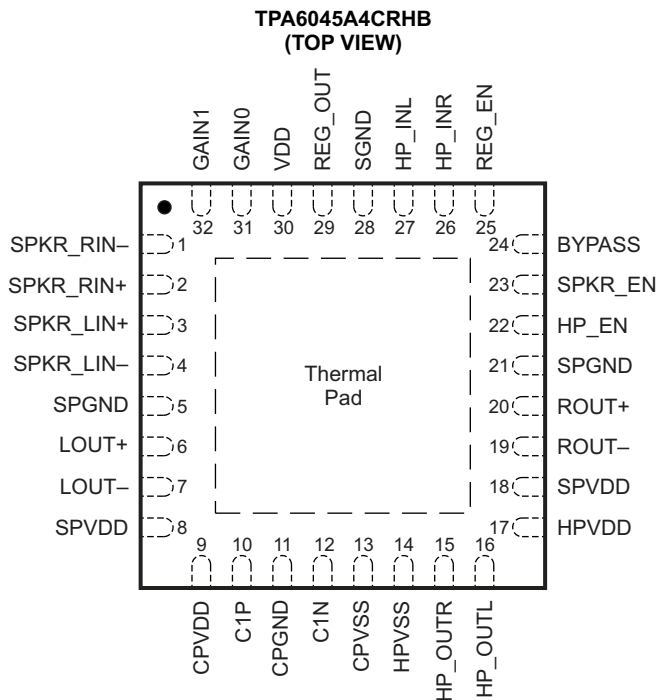 TPA6045A4CRHB
(TOP VIEW)
GAIN1
GAIN0
VDD
REG_OUT
SGND
HP_INL
HP_INR
REG_EN
32 31 30 29 28 27 26 25
SPKR_RIN– 1
SPKR_RIN+ 2
SPKR_LIN+ 3
SPKR_LIN– 4
SPGND 5
LOUT+ 6
LOUT– 7
SPVDD 8
Thermal
Pad
24 BYPASS
23 SPKR_EN
22 HP_EN
21 SPGND
20 ROUT+
19 ROUT–
18 SPVDD
17 HPVDD
9 10 11 12 13 14 15 16
CPVDD
C1P
CPGND
C1N
CPVSS
HPVSS
HP_OUTR
HP_OUTL